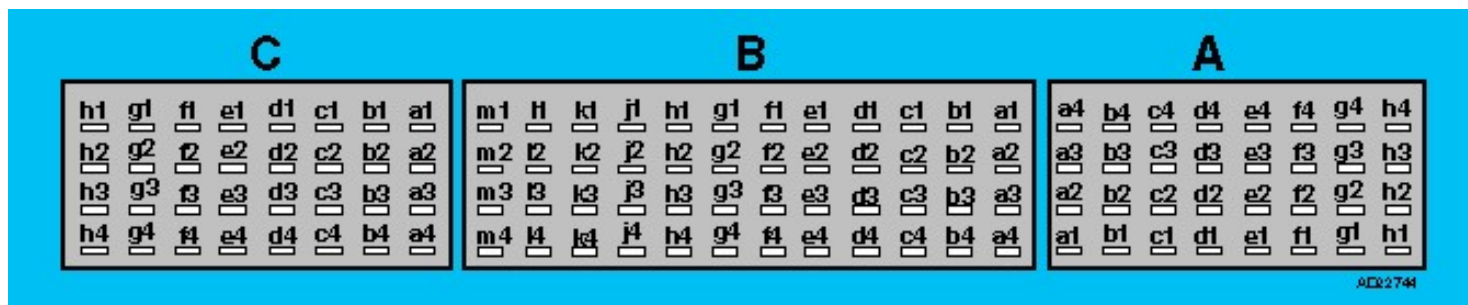 C B A
h1 g1 f1 e1 d1 c1 b1 a1 m1 l1 k1 j1 h1 g1 f1 e1 d1 c1 b1 a1 a4 b4 c4 d4 e4 f4 g4 h4
h2 g2 f2 e2 d2 c2 b2 a2 m2 l2 k2 j2 h2 g2 f2 e2 d2 c2 b2 a2 a3 b3 c3 d3 e3 f3 g3 h3
h3 g3 f3 e3 d3 c3 b3 a3 m3 l3 k3 j3 h3 g3 f3 e3 d3 c3 b3 a3 a2 b2 c2 d2 e2 f2 g2 h2
h4 g4 f4 e4 d4 c4 b4 a4 m4 l4 k4 j4 h4 g4 f4 e4 d4 c4 b4 a4 a1 b1 c1 d1 e1 f1 g1 h1